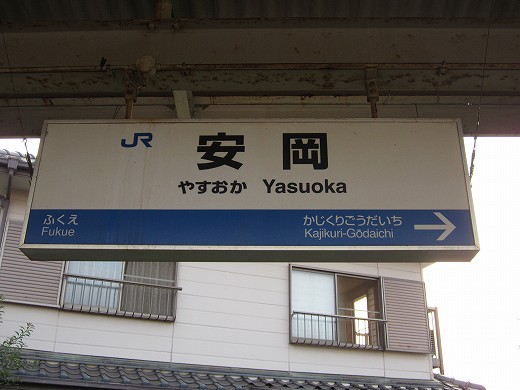 JR
安岡
やすおか Yasuoka
ふくえ かじくりごうだいち
Fukue Kajikuri-Gōdaichi